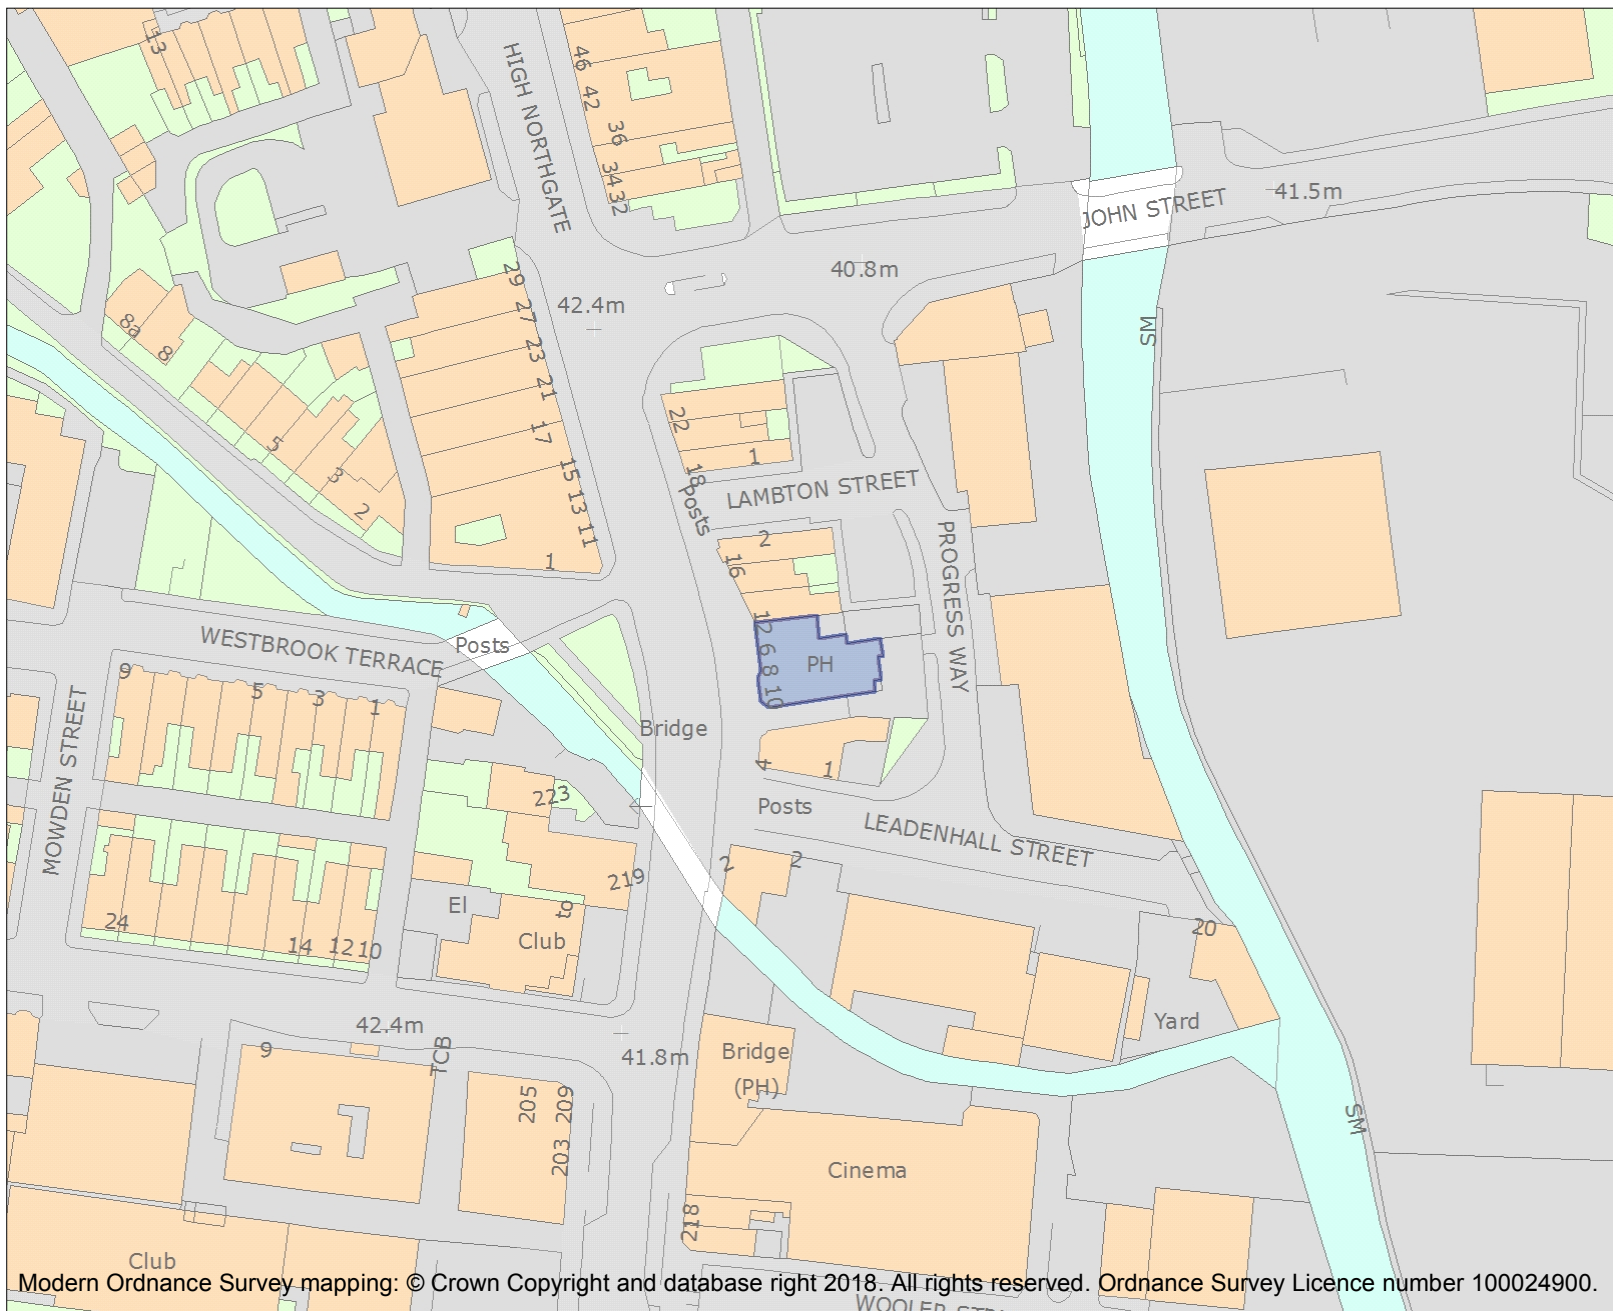 13
HIGH NORTHGATE
46
42
36
34
32
JOHN STREET
41.5m
40.8m
42.4m
29
27
23
21
17
15
13
11
1
8a
8
5
3
2
SM
22
18
1
Posts
LAMBTON STREET
2
16
PROGRESS WAY
12
6
8
10
PH
WESTBROOK TERRACE
Posts
9
5
3
1
MOWDEN STREET
Bridge
4
1
Posts
LEADENHALL STREET
223
219
to
El
Club
2
2
24
14
12
10
20
Yard
42.4m
41.8m
TCB
9
Bridge
(PH)
205
209
203
SM
Cinema
218
Club
WOOLER
Modern Ordnance Survey mapping: © Crown Copyright and database right 2018. All rights reserved. Ordnance Survey Licence number 100024900.